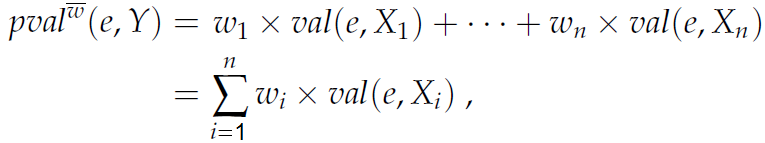 pval^{\overline{w}}(e, Y) = w_1 × val(e, X_1) + · · · + w_n × val(e, X_n)
= \sum_{i=1}^{n} w_i × val(e, X_i) ,